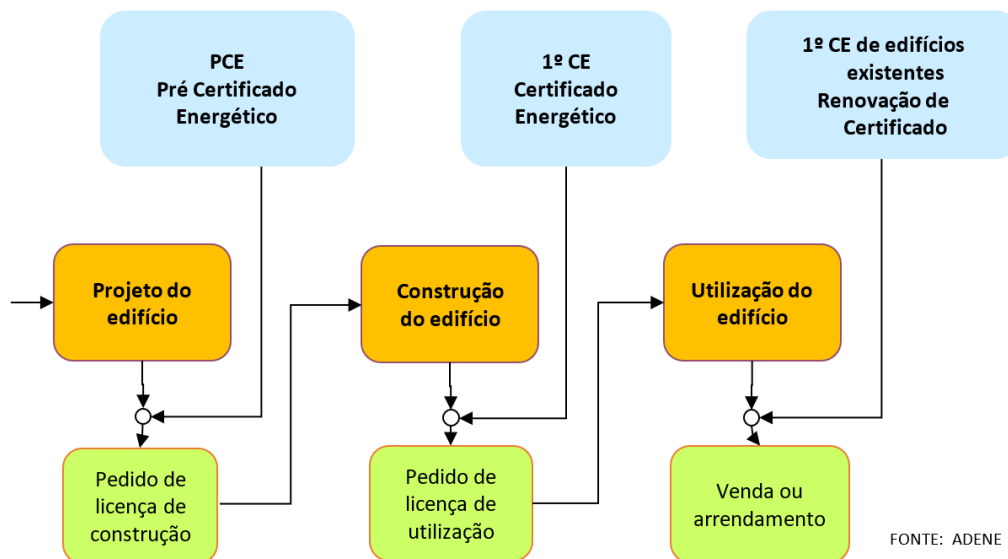 PCE
Pré Certificado
Energético
1º CE
Certificado
Energético
1º CE de edifícios
existentes
Renovação de
Certificado
Projeto do
edifício
Construção
do edifício
Utilização do
edifício
Pedido de
licença de
construção
Pedido de
licença de
utilização
Venda ou
arrendamento
FONTE: ADENE